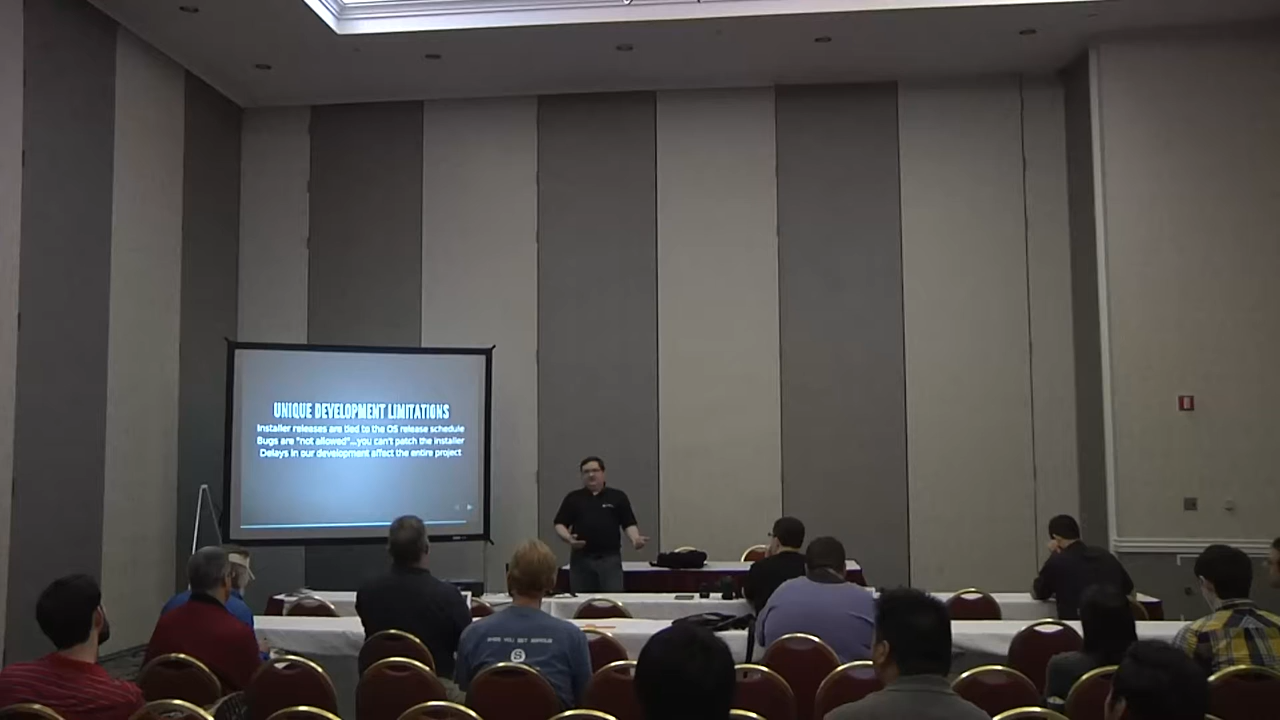 UNIQUE DEVELOPMENT LIMITATIONS
Installer releases are tied to the OS release schedule
Bugs are "not allowed"...you can't patch the installer
Delays in our development affect the entire project
S